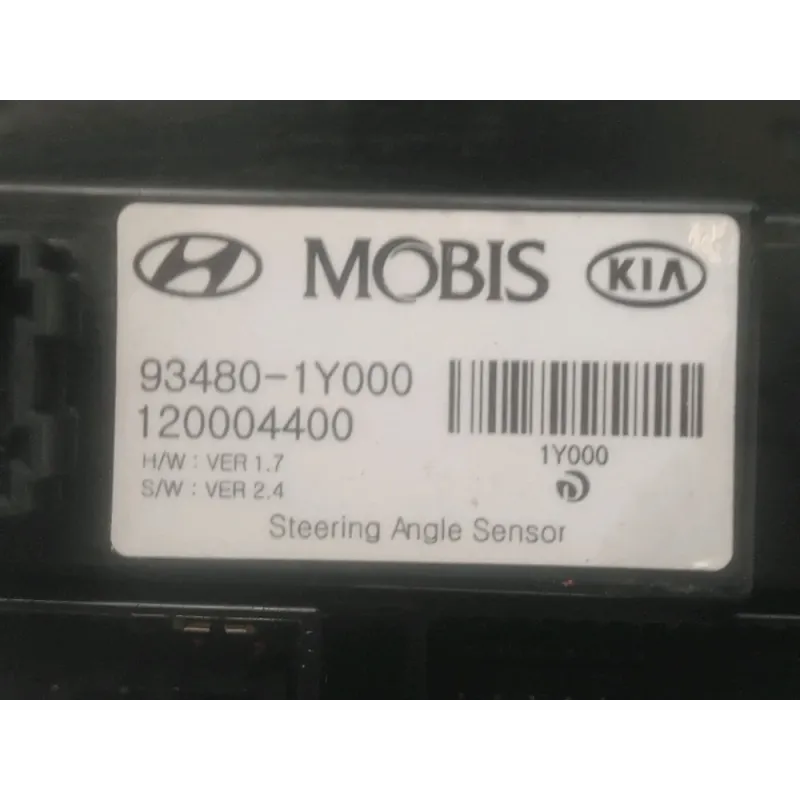 MOBIS KIA
93480-1Y000
120004400
H/W : VER 1.7
S/W : VER 2.4
1Y000
Steering Angle Sensor